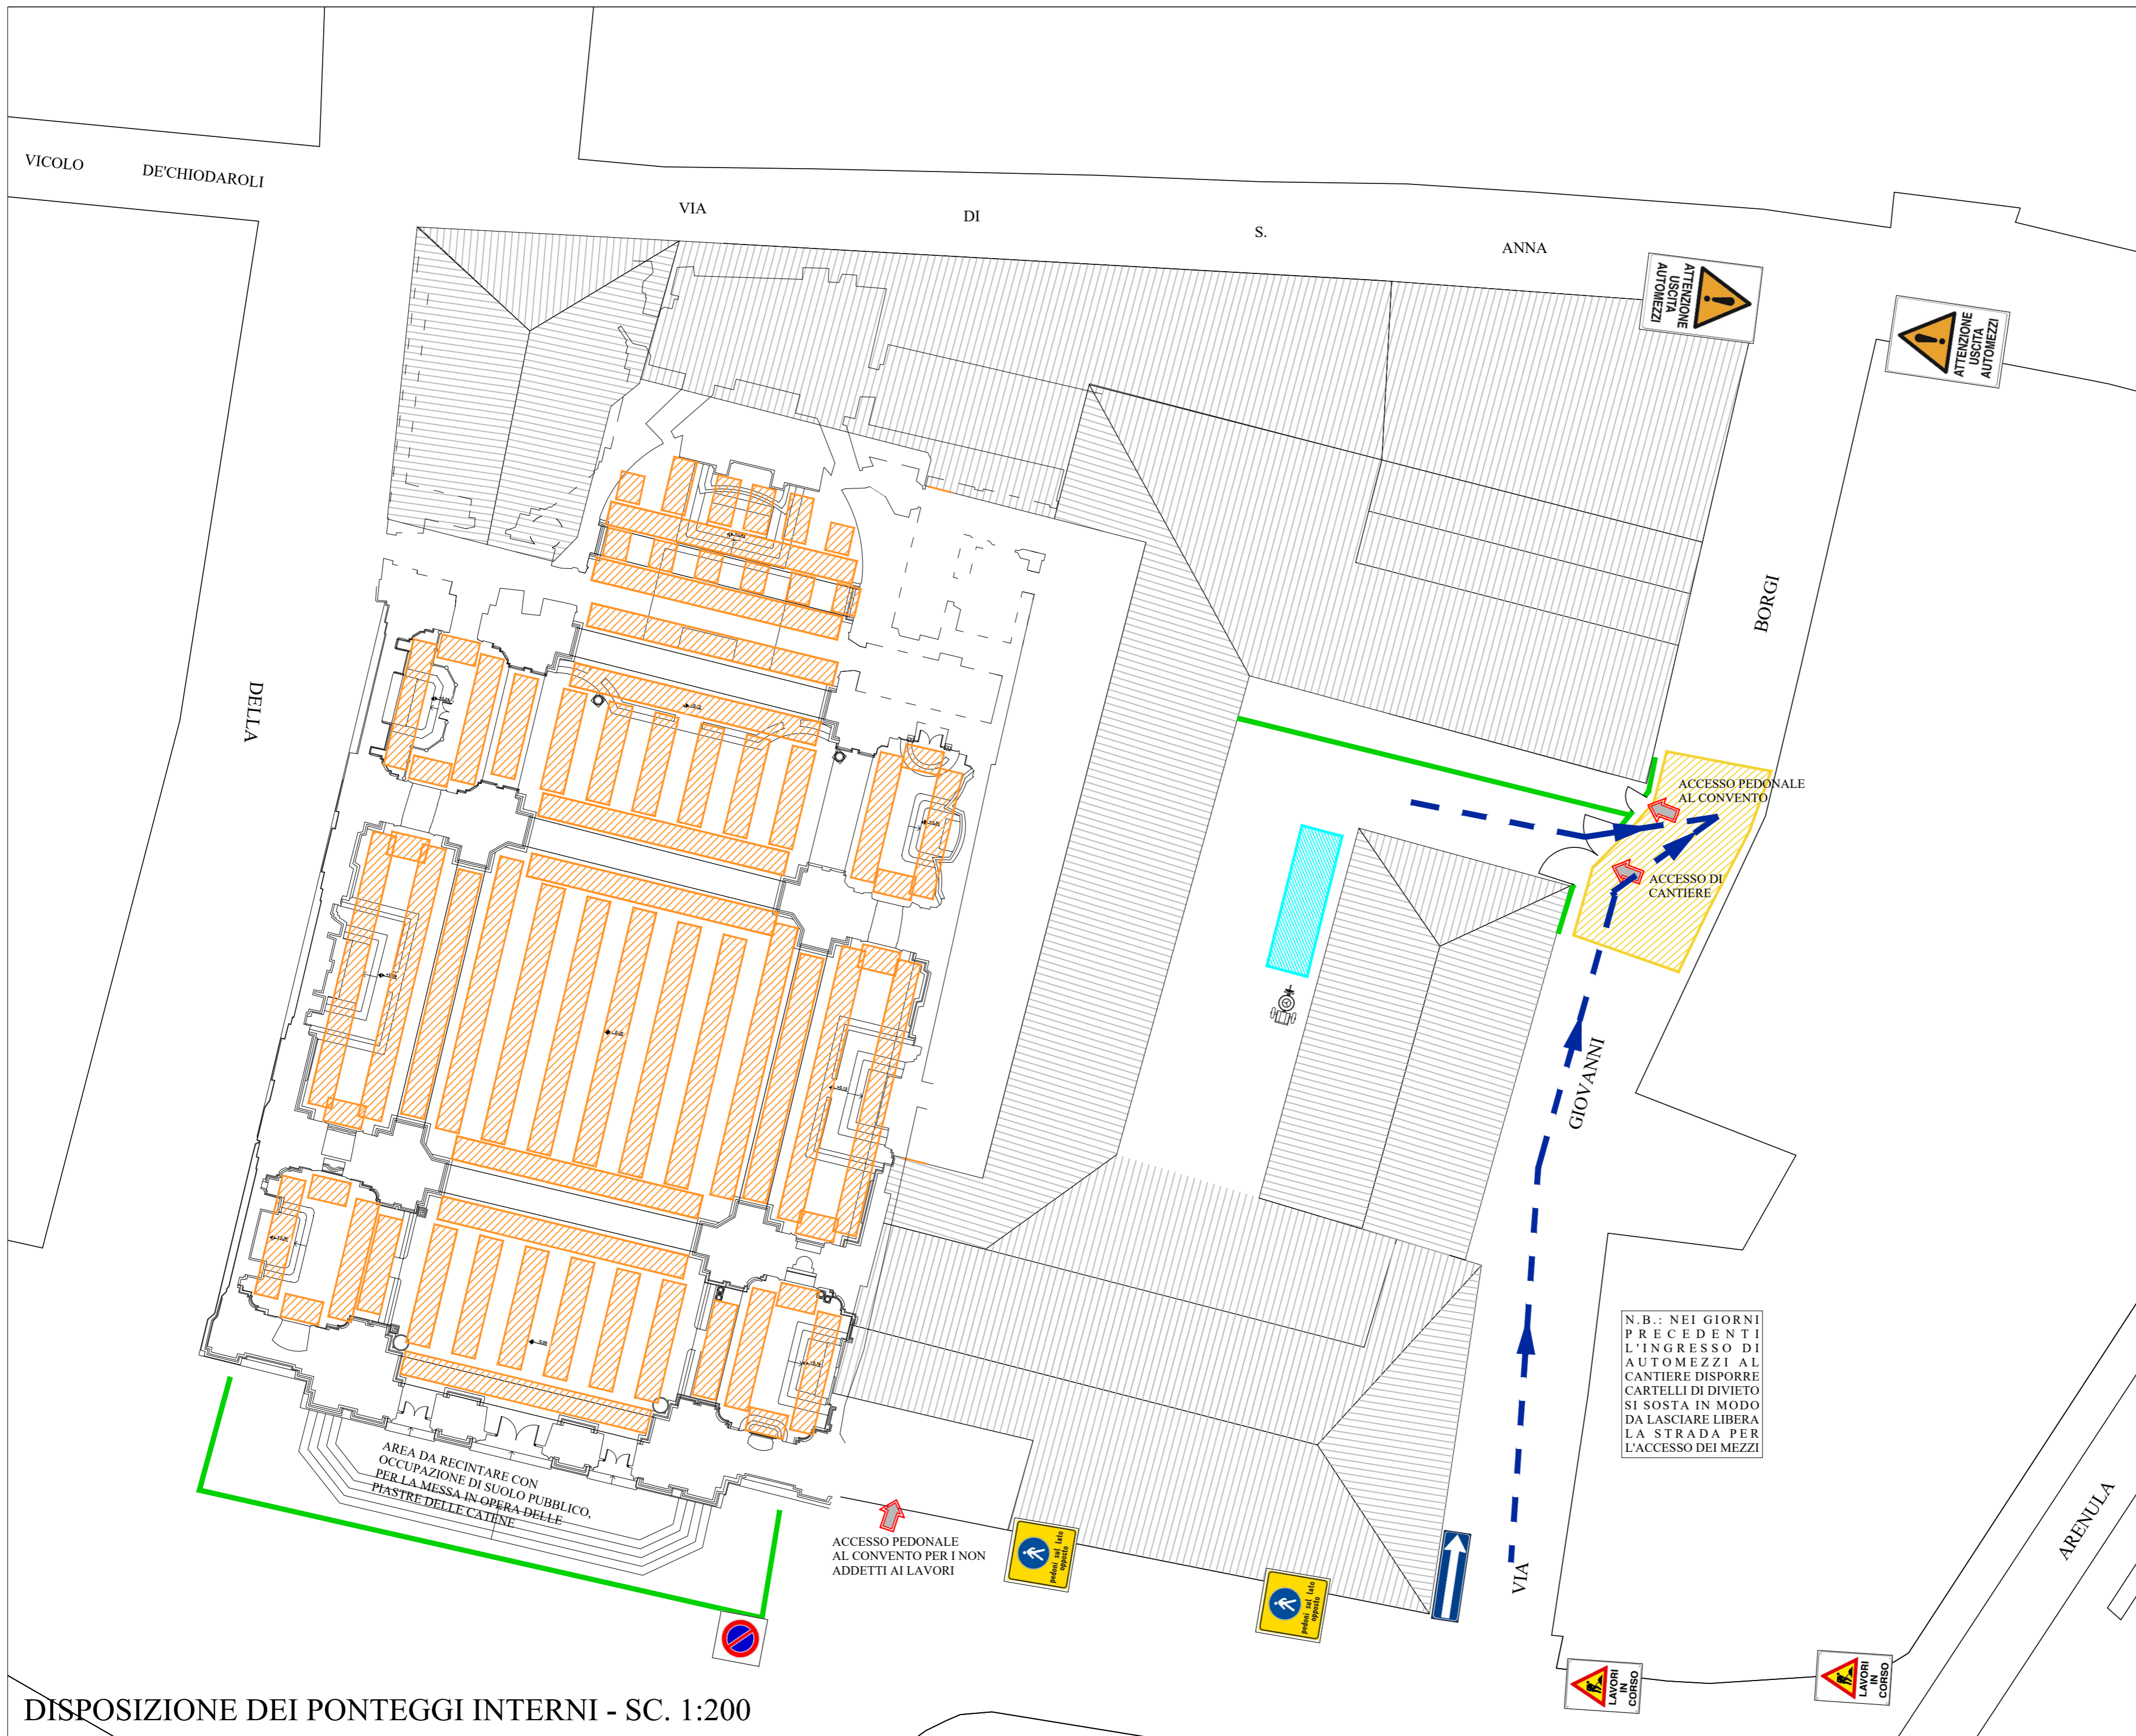 VICOLO DE'CHIODAROLI
VIA DI S. ANNA
ATTENZIONE
USCITA
AUTOMEZZI
ATTENZIONE
USCITA
AUTOMEZZI
BORGI
DELLA
ACCESSO PEDONALE
AL CONVENTO
ACCESSO DI
CANTIERE
GIOVANNI
N.B.: NEI GIORNI
PRECEDENTI
L'INGRESSO DI
AUTOMEZZI AL
CANTIERE DISPORRE
CARTELLI DI DIVIETO
SI SOSTA IN MODO
DA LASCIARE LIBERA
LA STRADA PER
L'ACCESSO DEI MEZZI
AREA DA RECINTARE CON
OCCUPAZIONE DI SUOLO PUBBLICO,
PER LA MESSA IN OPERA DELLE
PIASTRE DELLE CATENE
ACCESSO PEDONALE
AL CONVENTO PER I NON
ADDETTI AI LAVORI
pedoni sul lato
opposto
pedoni sul lato
opposto
VIA
ARENULA
LAVORI
IN
CORSO
LAVORI
IN
CORSO
DISPOSIZIONE DEI PONTEGGI INTERNI - SC. 1:200